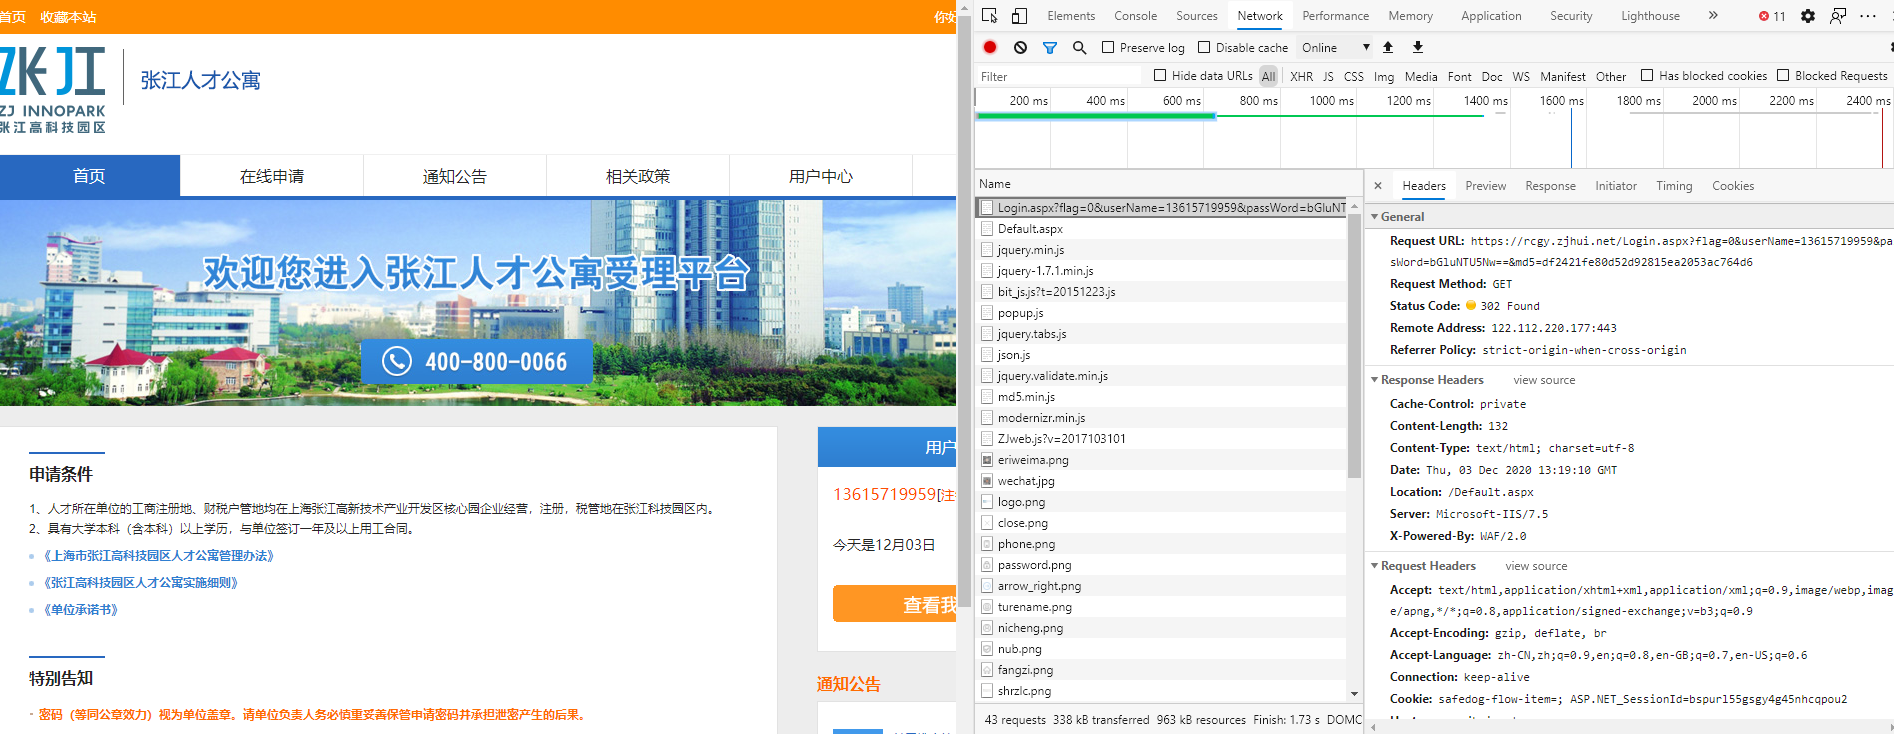 首页 收藏本站
ZJ INNOPARK
张江高科技园区
张江人才公寓
首页 在线申请 通知公告 相关政策 用户中心
欢迎您进入张江人才公寓受理平台
400-800-0066
申请条件
1、人才所在单位的工商注册地、财税户管地均在上海张江高新技术产业开发区核心园企业经营，注册，税管地在张江科技园区内。
2、具有大学本科（含本科）以上学历，与单位签订一年及以上用工合同。
《上海市张江高科技园区人才公寓管理办法》
《张江高科技园区人才公寓实施细则》
《单位承诺书》
特别告知
- 密码（等同公章效力）视为单位盖章。请单位负责人务必慎重妥善保管申请密码并承担泄密产生的后果。
用户
13615719959[注
今天是12月03日
查看我
通知公告
Elements Console Sources Network Performance Memory Application Security Lighthouse » 11
Preserve log Disable cache Online
Filter Hide data URLs All XHR JS CSS Img Media Font Doc WS Manifest Other Has blocked cookies Blocked Requests
200 ms 400 ms 600 ms 800 ms 1000 ms 1200 ms 1400 ms 1600 ms 1800 ms 2000 ms 2200 ms 2400 ms
Name
Login.aspx?flag=0&userName=13615719959&passWord=bGluNT
Default.aspx
jquery.min.js
jquery-1.7.1.min.js
bit_js.js?t=20151223.js
popup.js
jquery.tabs.js
json.js
jquery.validate.min.js
md5.min.js
modernizr.min.js
ZJweb.js?v=2017103101
eriweima.png
wechat.jpg
logo.png
close.png
phone.png
password.png
arrow_right.png
turename.png
nicheng.png
nub.png
fangzi.png
shrzlc.png
43 requests 338 kB transferred 963 kB resources Finish: 1.73 s DOMC
× Headers Preview Response Initiator Timing Cookies
General
Request URL: https://rcgy.zjhui.net/Login.aspx?flag=0&userName=13615719959&pa
sWord=bGluNTU5Nw==&md5=df2421fe80d52d92815ea2053ac764d6
Request Method: GET
Status Code: 302 Found
Remote Address: 122.112.220.177:443
Referrer Policy: strict-origin-when-cross-origin
Response Headers view source
Cache-Control: private
Content-Length: 132
Content-Type: text/html; charset=utf-8
Date: Thu, 03 Dec 2020 13:19:10 GMT
Location: /Default.aspx
Server: Microsoft-IIS/7.5
X-Powered-By: WAF/2.0
Request Headers view source
Accept: text/html,application/xhtml+xml,application/xml;q=0.9,image/webp,imag
e/apng,*/*;q=0.8,application/signed-exchange;v=b3;q=0.9
Accept-Encoding: gzip, deflate, br
Accept-Language: zh-CN,zh;q=0.9,en;q=0.8,en-GB;q=0.7,en-US;q=0.6
Connection: keep-alive
Cookie: safedog-flow-item=; ASP.NET_SessionId=bspurl55gsgy4g45nhcqpou2